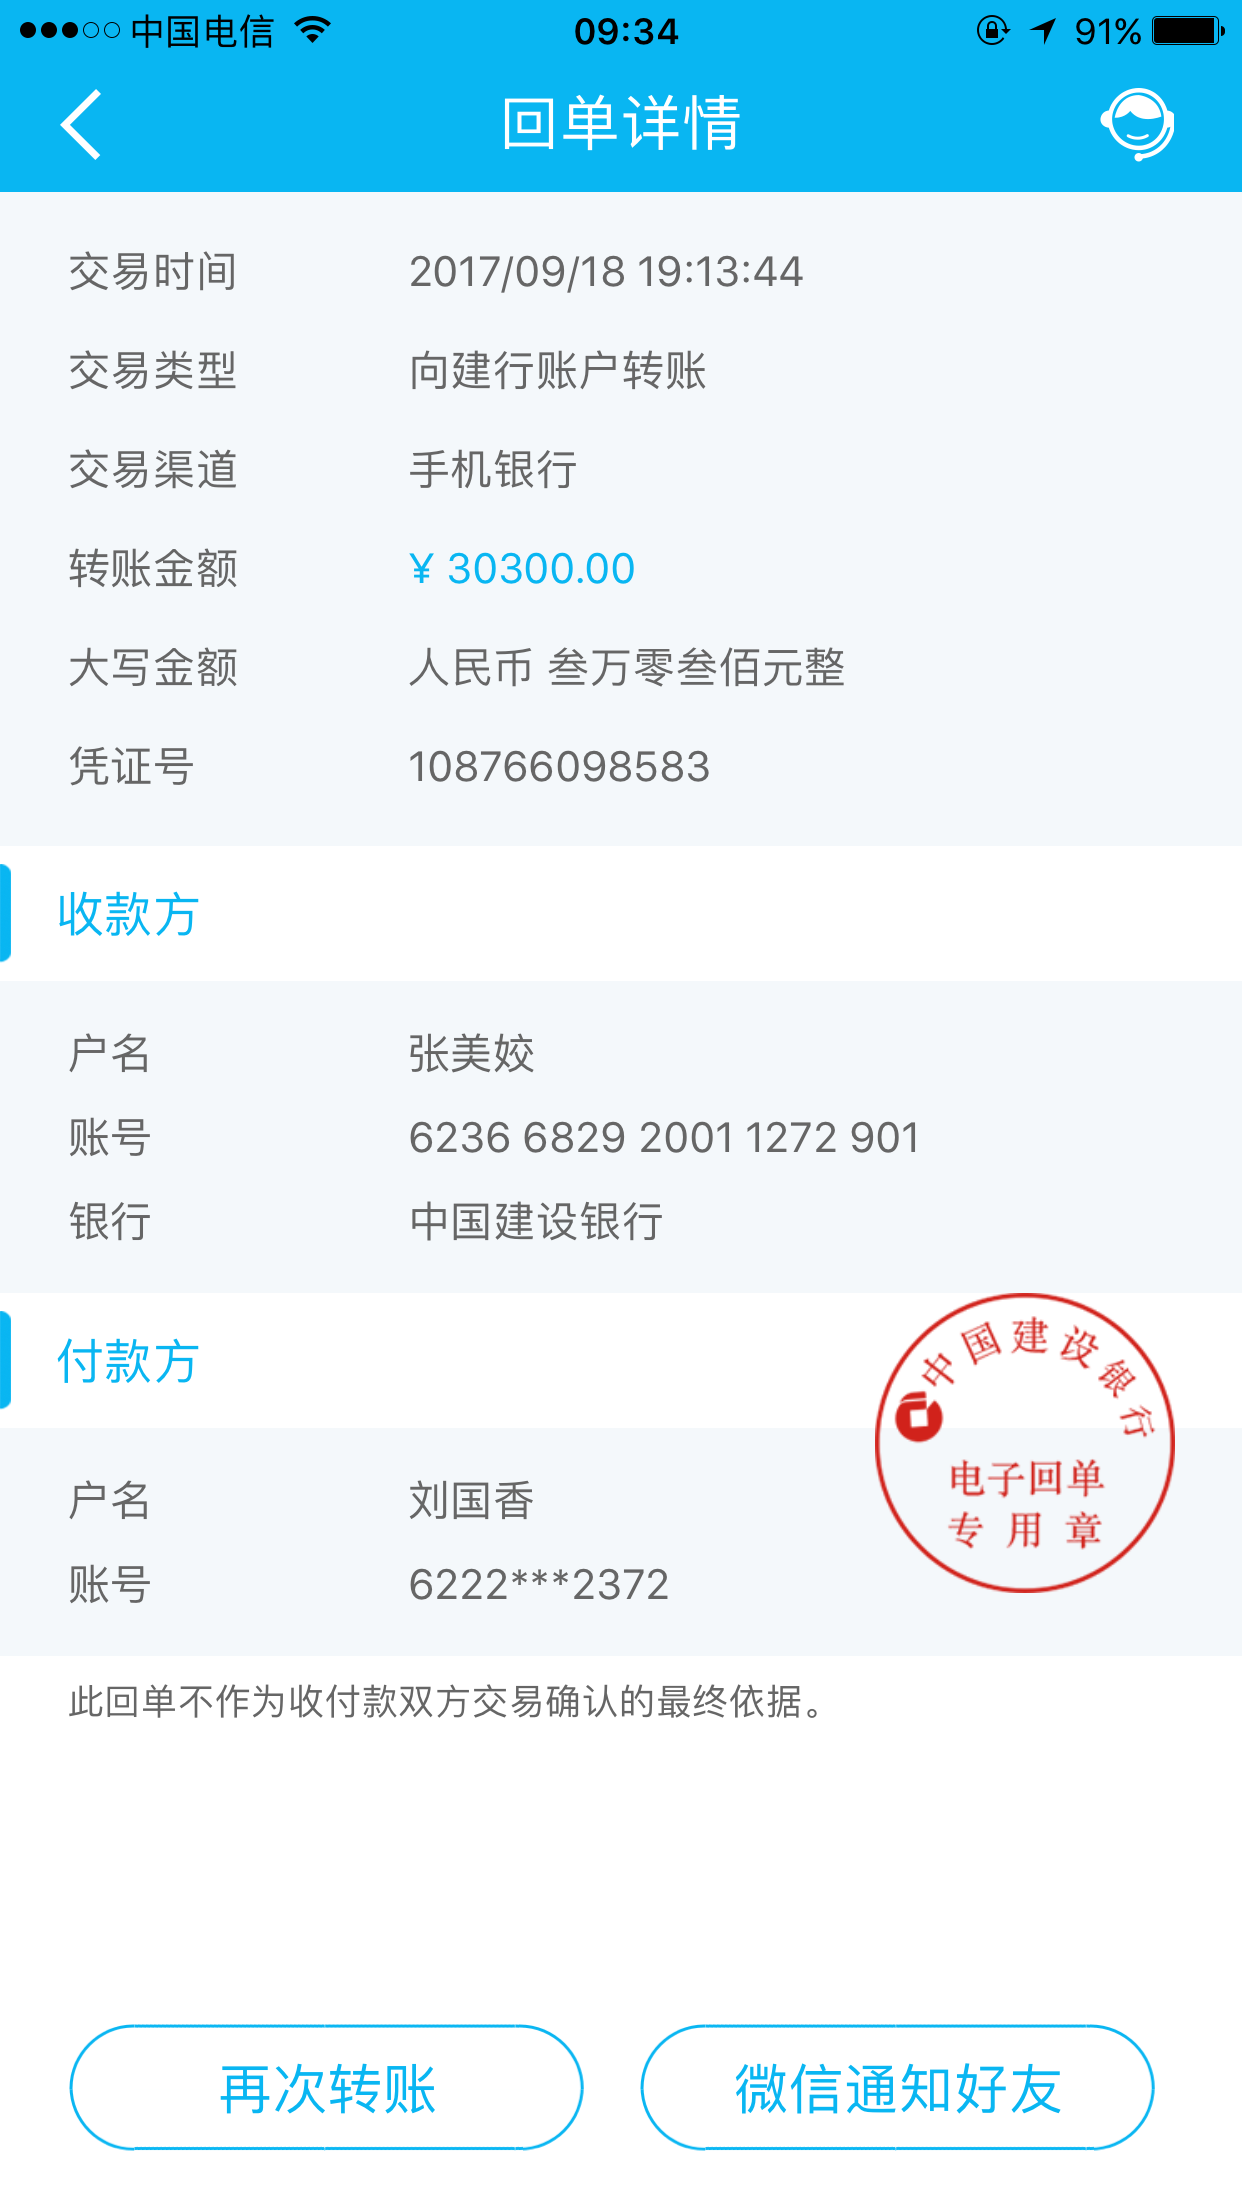 中国电信 09:34 91%
回单详情
交易时间 2017/09/18 19:13:44
交易类型 向建行账户转账
交易渠道 手机银行
转账金额 ¥ 30300.00
大写金额 人民币 叁万零叁佰元整
凭证号 108766098583
收款方
户名 张美姣
账号 6236 6829 2001 1272 901
银行 中国建设银行
付款方
中国建设银行
电子回单
专用章
户名 刘国香
账号 6222***2372
此回单不作为收付款双方交易确认的最终依据。
再次转账 微信通知好友